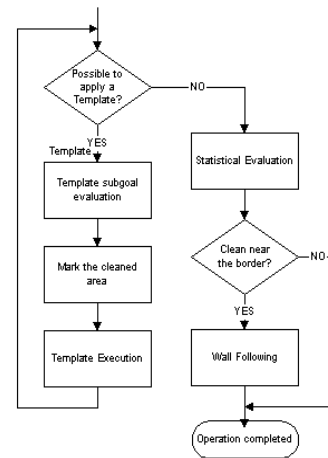 Possible to
apply a
Template?
NO
YES
Template
Template subgoal
evaluation
Statistical Evaluation
Mark the cleaned
area
Clean near
the border?
NO
YES
Template Execution
Wall Following
Operation completed